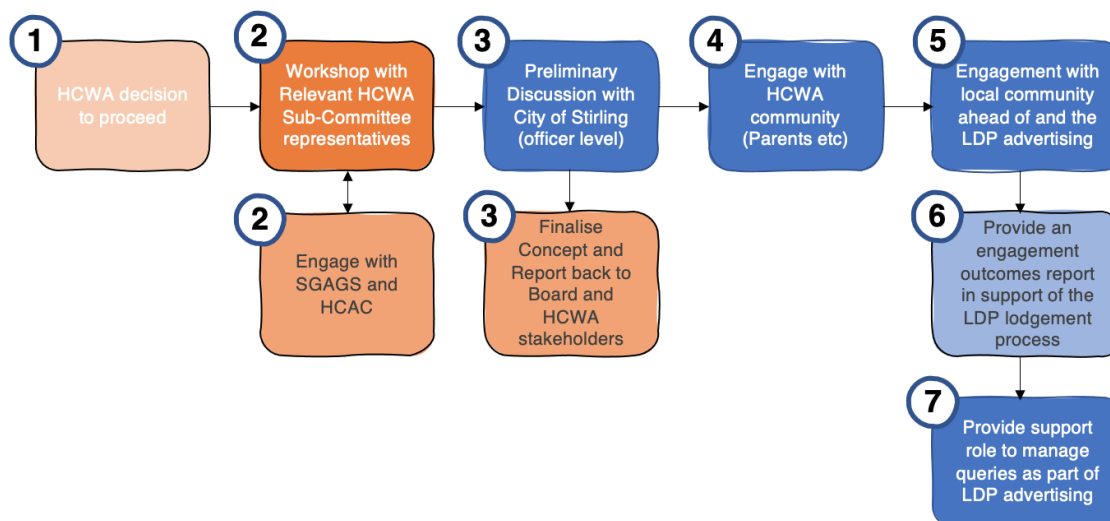 1
HCWA decision
to proceed
2
Workshop with
Relevant HCWA
Sub-Committee
representatives
3
Preliminary
Discussion with
City of Stirling
(officer level)
4
Engage with
HCWA
community
(Parents etc)
5
Engagement with
local community
ahead of and the
LDP advertising
2
Engage with
SGAGS and
HCAC
3
Finalise
Concept and
Report back to
Board and
HCWA
stakeholders
6
Provide an
engagement
outcomes report
in support of the
LDP lodgement
process
7
Provide support
role to manage
queries as part of
LDP advertising